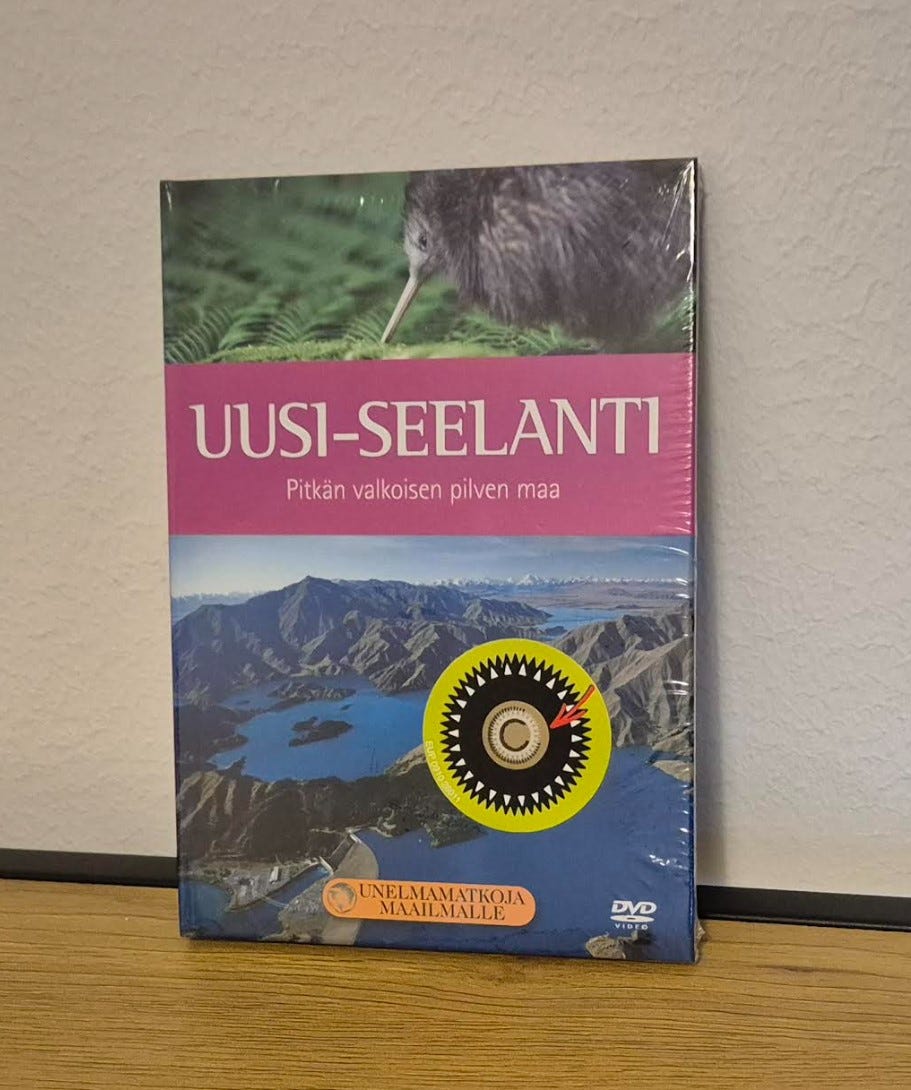 UUSI-SEELANTI
Pitkän valkoisen pilven maa
UNELMAMATKOJA
MAAILMALLE
DVD
VIDEO